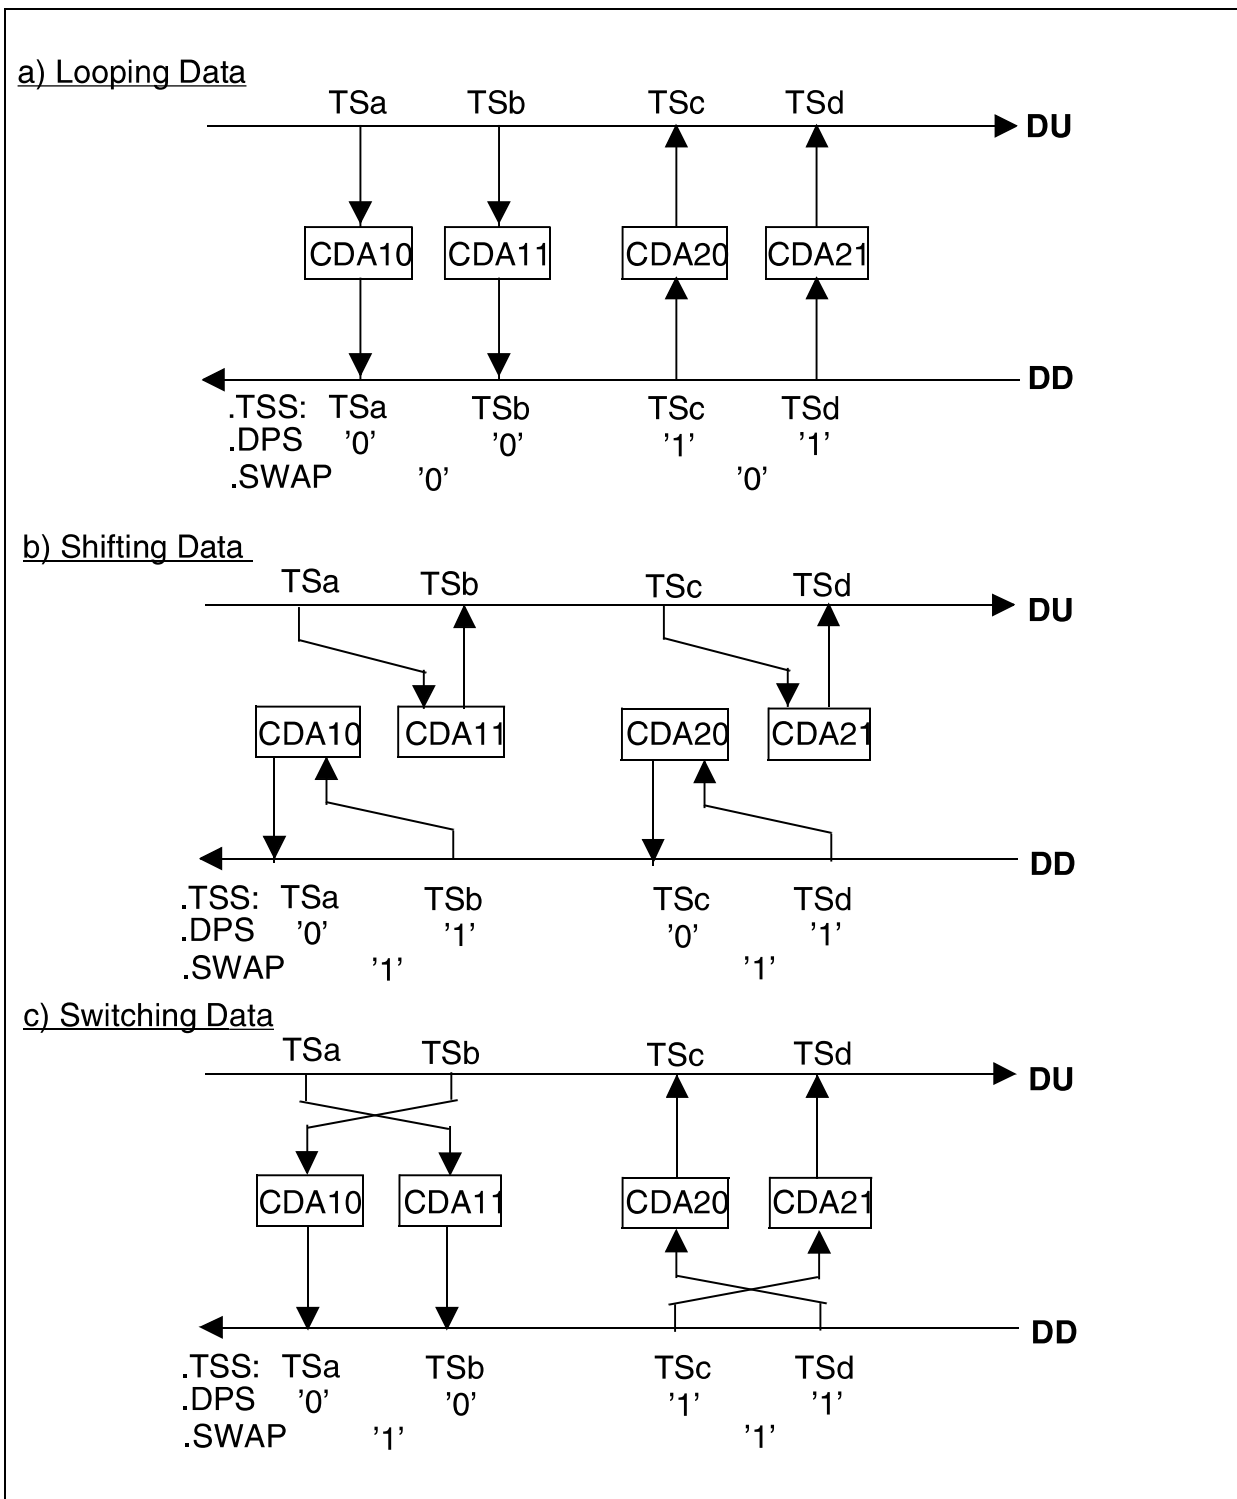 a) Looping Data
TSa TSb TSc TSd
DU
CDA10 CDA11 CDA20 CDA21
DD
.TSS: TSa TSb TSc TSd
.DPS '0' '0' '1' '1'
.SWAP '0' '0'
b) Shifting Data
TSa TSb TSc TSd
DU
CDA10 CDA11 CDA20 CDA21
DD
.TSS: TSa TSb TSc TSd
.DPS '0' '1' '0' '1'
.SWAP '1' '1'
c) Switching Data
TSa TSb TSc TSd
DU
CDA10 CDA11 CDA20 CDA21
DD
.TSS: TSa TSb TSc TSd
.DPS '0' '0' '1' '1'
.SWAP '1' '1'